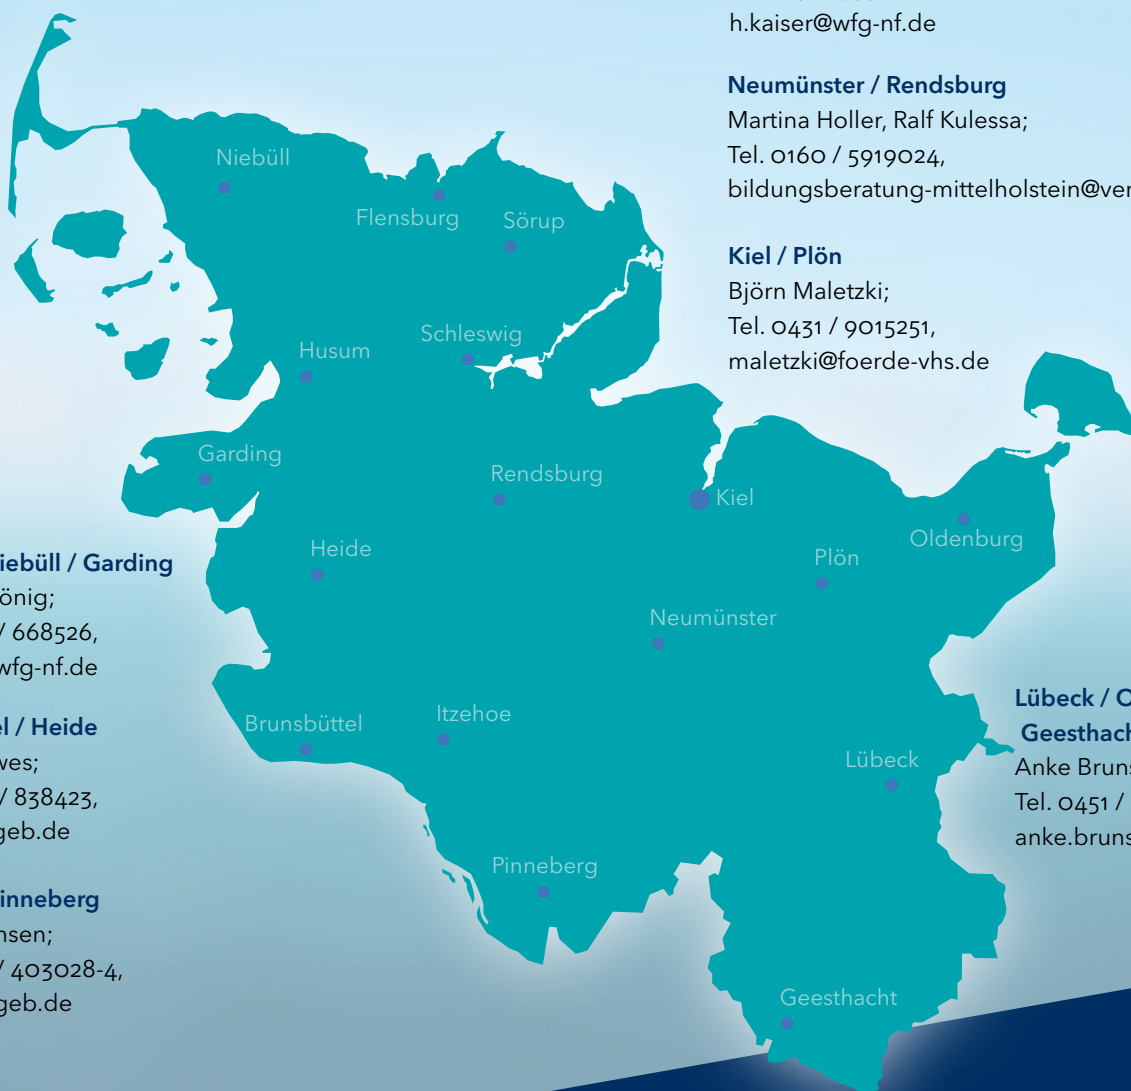 h.kaiser@wfg-nf.de
Neumünster / Rendsburg
Martina Holler, Ralf Kulessa;
Tel. 0160 / 5919024,
bildungsberatung-mittelholstein@ver
Kiel / Plön
Björn Maletzki;
Tel. 0431 / 9015251,
maletzki@foerde-vhs.de
Niebüll
Flensburg
Sörup
Schleswig
Husum
Garding
Rendsburg
Kiel
Oldenburg
Heide
Plön
Neumünster
Brunsbüttel
Itzehoe
Lübeck
Pinneberg
Geesthacht
iebüll / Garding
önig;
/ 668526,
wfg-nf.de
el / Heide
wes;
/ 838423,
geb.de
inneberg
nsen;
/ 403028-4,
geb.de
Lübeck / O
Geesthach
Anke Bruns
Tel. 0451 /
anke.bruns